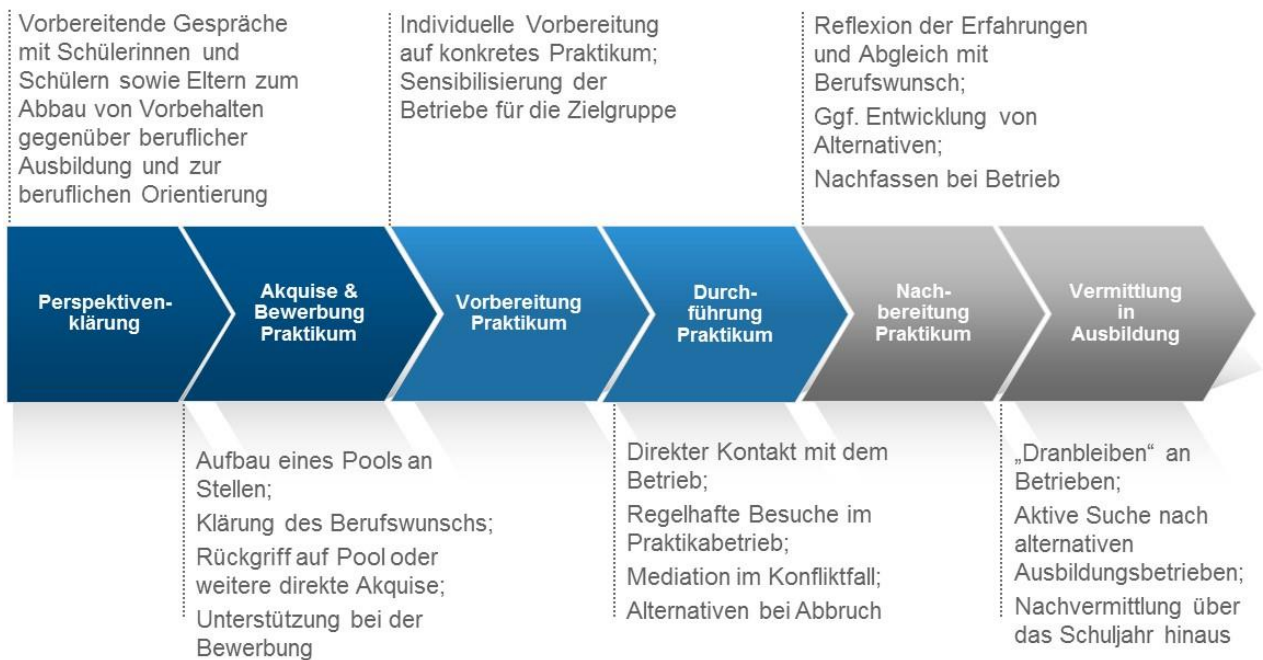 Vorbereitende Gespräche
mit Schülerinnen und
Schülern sowie Eltern zum
Abbau von Vorbehalten
gegenüber beruflicher
Ausbildung und zur
beruflichen Orientierung
Individuelle Vorbereitung
auf konkretes Praktikum;
Sensibilisierung der
Betriebe für die Zielgruppe
Reflexion der Erfahrungen
und Abgleich mit
Berufswunsch;
Ggf. Entwicklung von
Alternativen;
Nachfassen bei Betrieb
Perspektiven-
klärung
Akquise &
Bewerbung
Praktikum
Vorbereitung
Praktikum
Durch-
führung
Praktikum
Nach-
bereitung
Praktikum
Vermittlung
in
Ausbildung
Aufbau eines Pools an
Stellen;
Klärung des Berufswunschs;
Rückgriff auf Pool oder
weitere direkte Akquise;
Unterstützung bei der
Bewerbung
Direkter Kontakt mit dem
Betrieb;
Regelhafte Besuche im
Praktikabetrieb;
Mediation im Konfliktfall;
Alternativen bei Abbruch
„Dranbleiben“ an
Betrieben;
Aktive Suche nach
alternativen
Ausbildungsbetrieben;
Nachvermittlung über
das Schuljahr hinaus